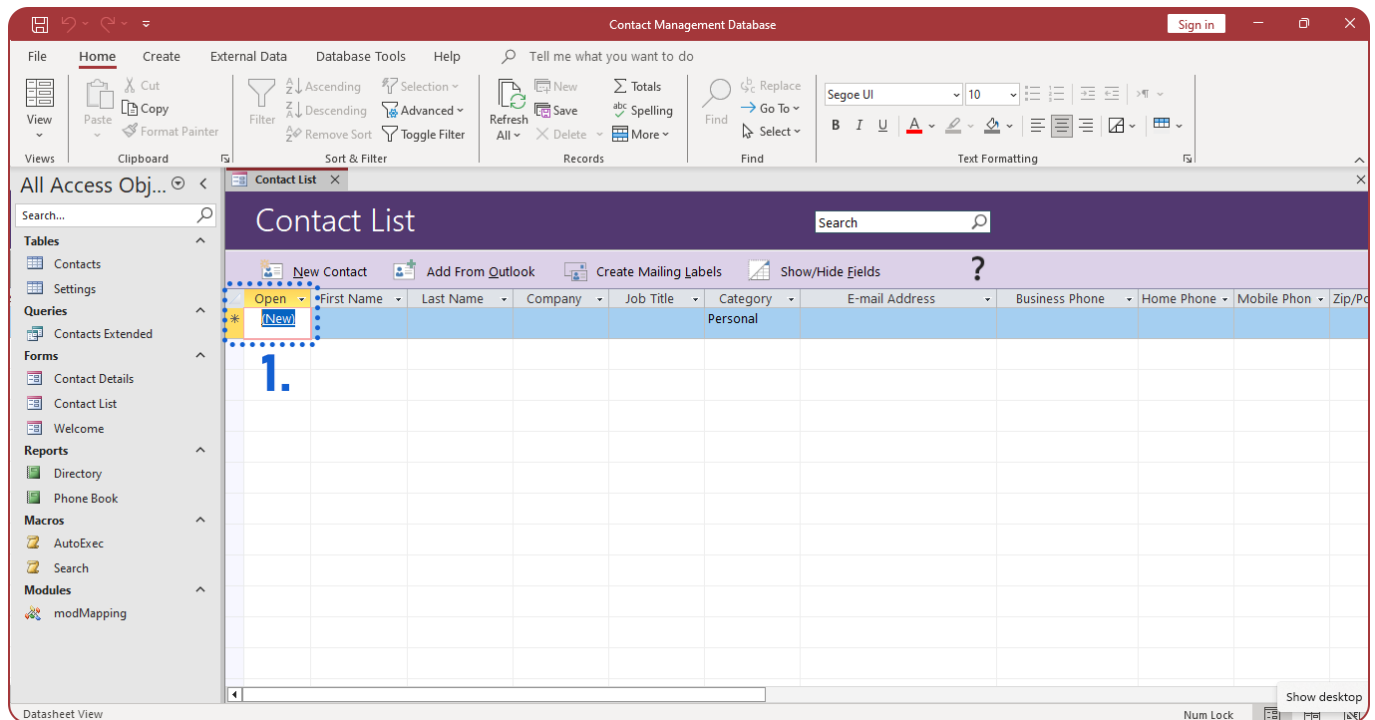 Contact Management Database
Sign in
File Home Create External Data Database Tools Help Tell me what you want to do
View
Views
Paste
Cut
Copy
Format Painter
Clipboard
Filter
Ascending
Descending
Remove Sort
Selection
Advanced
Toggle Filter
Sort & Filter
Refresh
All
New
Save
Delete
Totals
Spelling
More
Records
Find
Replace
Go To
Select
Find
Segoe UI 10
B I U A
Text Formatting
All Access Obj...
Search...
Tables
Contacts
Settings
Queries
Contacts Extended
Forms
Contact Details
Contact List
Welcome
Reports
Directory
Phone Book
Macros
AutoExec
Search
Modules
modMapping
Contact List
Contact List
Search
New Contact Add From Outlook Create Mailing Labels Show/Hide Fields ?
Open First Name Last Name Company Job Title Category E-mail Address Business Phone Home Phone Mobile Phon Zip/Po
(New) Personal
1.
Show desktop
Datasheet View
Num Lock